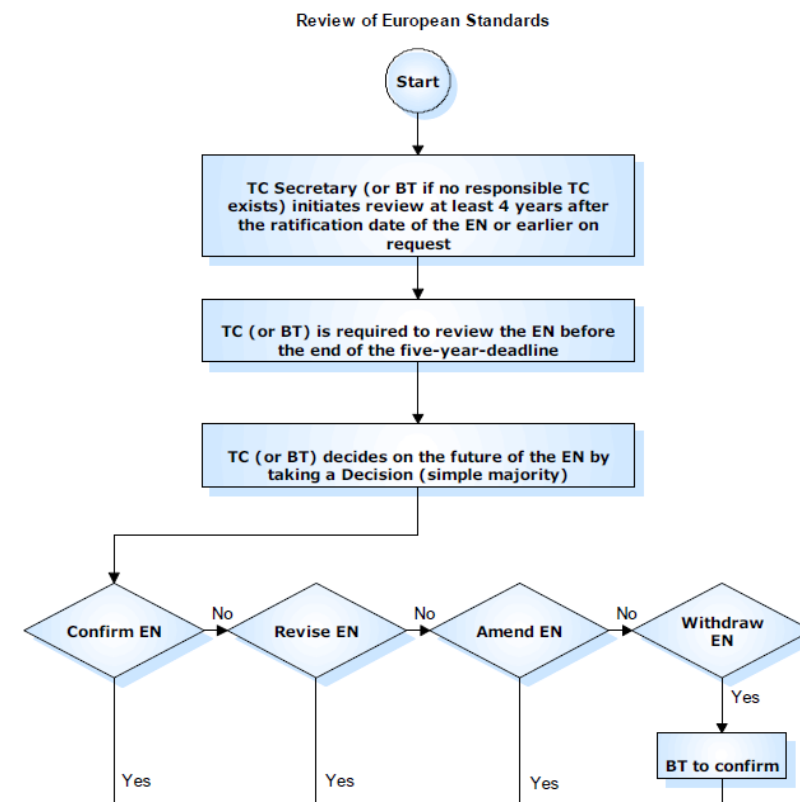 Review of European Standards
Start
TC Secretary (or BT if no responsible TC
exists) initiates review at least 4 years after
the ratification date of the EN or earlier on
request
TC (or BT) is required to review the EN before
the end of the five-year-deadline
TC (or BT) decides on the future of the EN by
taking a Decision (simple majority)
Confirm EN
No
Revise EN
No
Amend EN
No
Withdraw
EN
Yes
BT to confirm
Yes
Yes
Yes